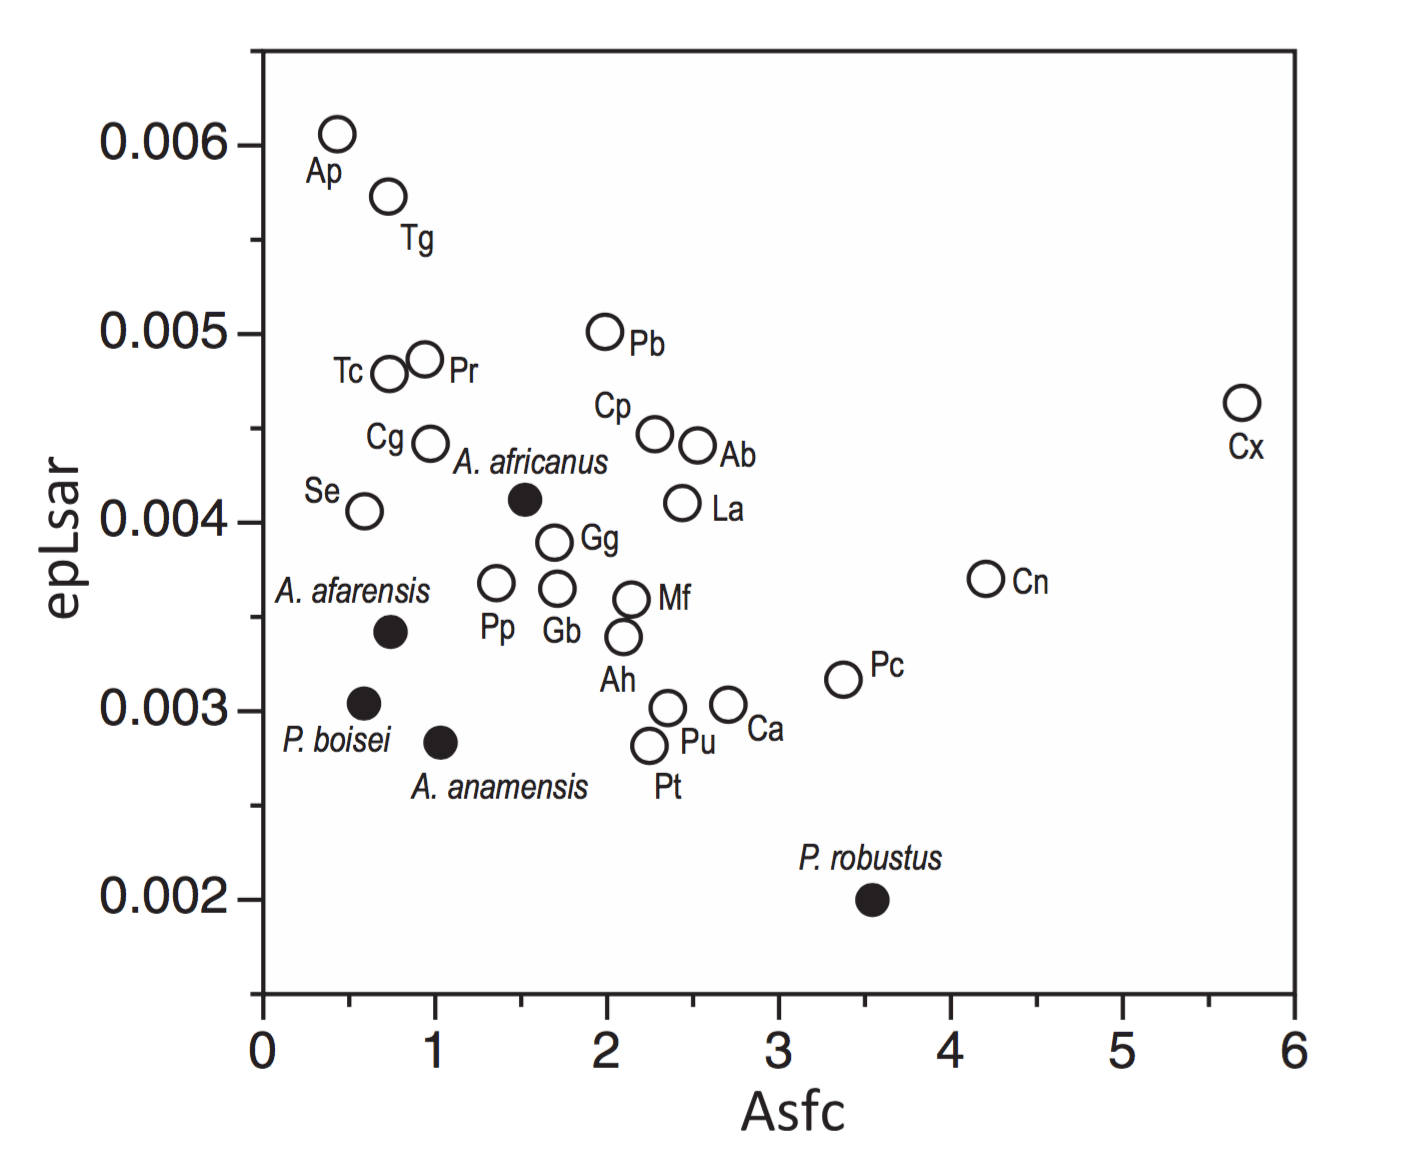 0.006
Ap
Tg
0.005
Pb
Tc
Pr
Cp
Cx
Cg
A. africanus
Ab
Se
La
0.004
Gg
A. afarensis
Mf
Cn
Pp
Gb
Ah
Pc
0.003
P. boisei
Pu
Ca
A. anamensis
Pt
P. robustus
0.002
epLsar
0 1 2 3 4 5 6
Asfc